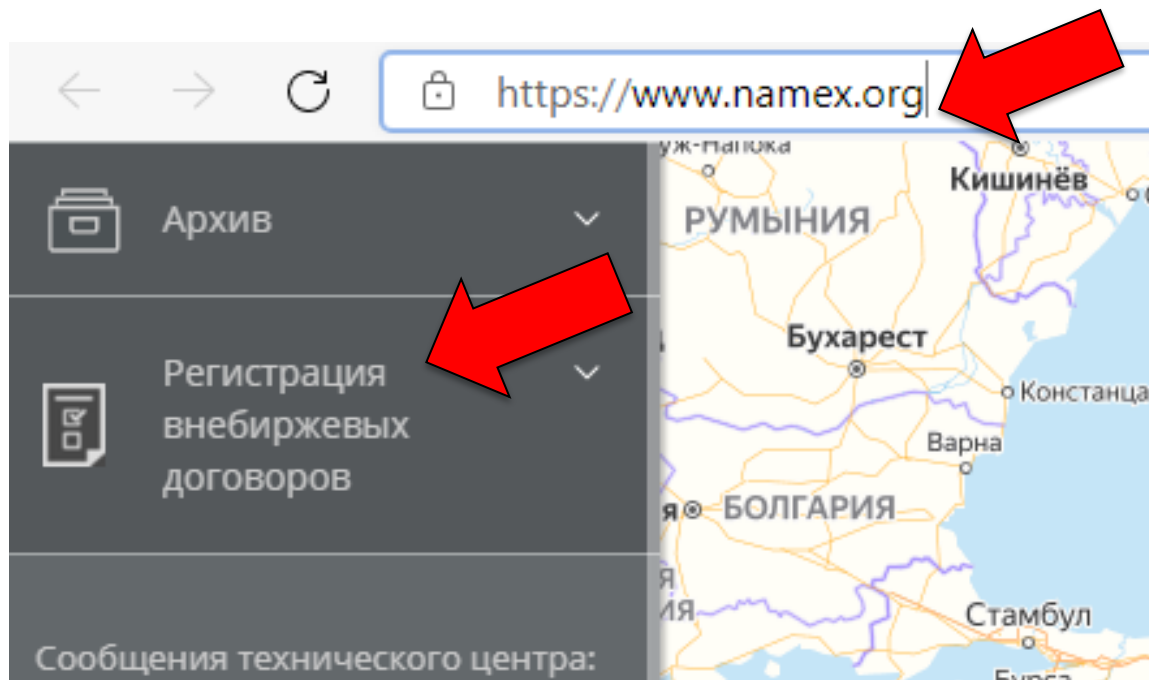 https://www.namex.org
Архив
Регистрация
внебиржевых
договоров
Сообщения технического центра:
Кишинёв
РУМЫНИЯ
Бухарест
Констанца
Варна
БОЛГАРИЯ
Стамбул